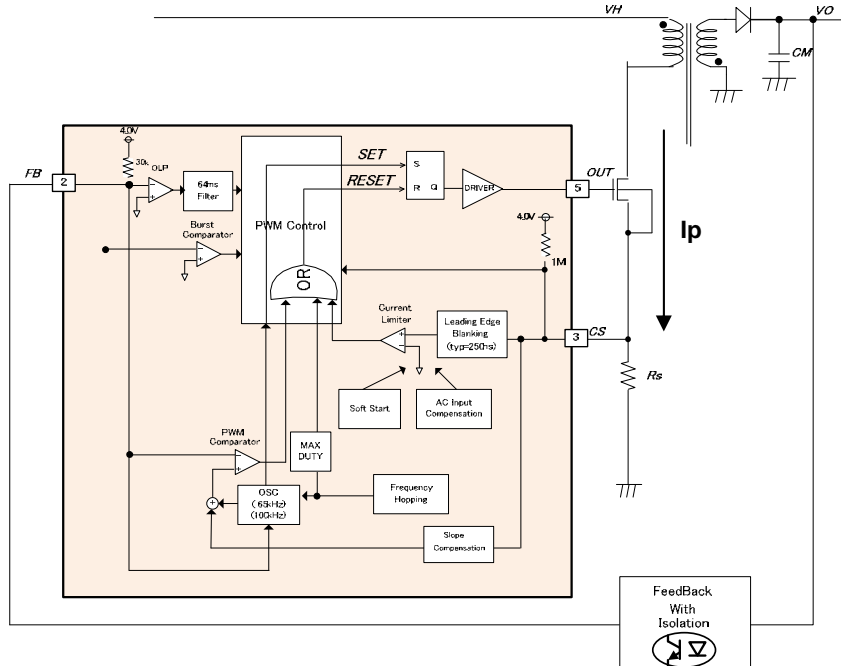 VH
VO
CM
4.0V
30k
OLP
FB
2
64ms
Filter
Burst
Comparator
PWM Control
SET
RESET
S
R
Q
DRIVER
5
OUT
4.0V
1M
Ip
OR
Current
Limiter
Leading Edge
Blanking
(typ=250ns)
3
CS
Rs
Soft Start
AC Input
Compensation
PWM
Comparator
MAX
DUTY
OSC
(65kHz)
(100kHz)
Frequency
Hopping
Slope
Compensation
FeedBack
With
Isolation